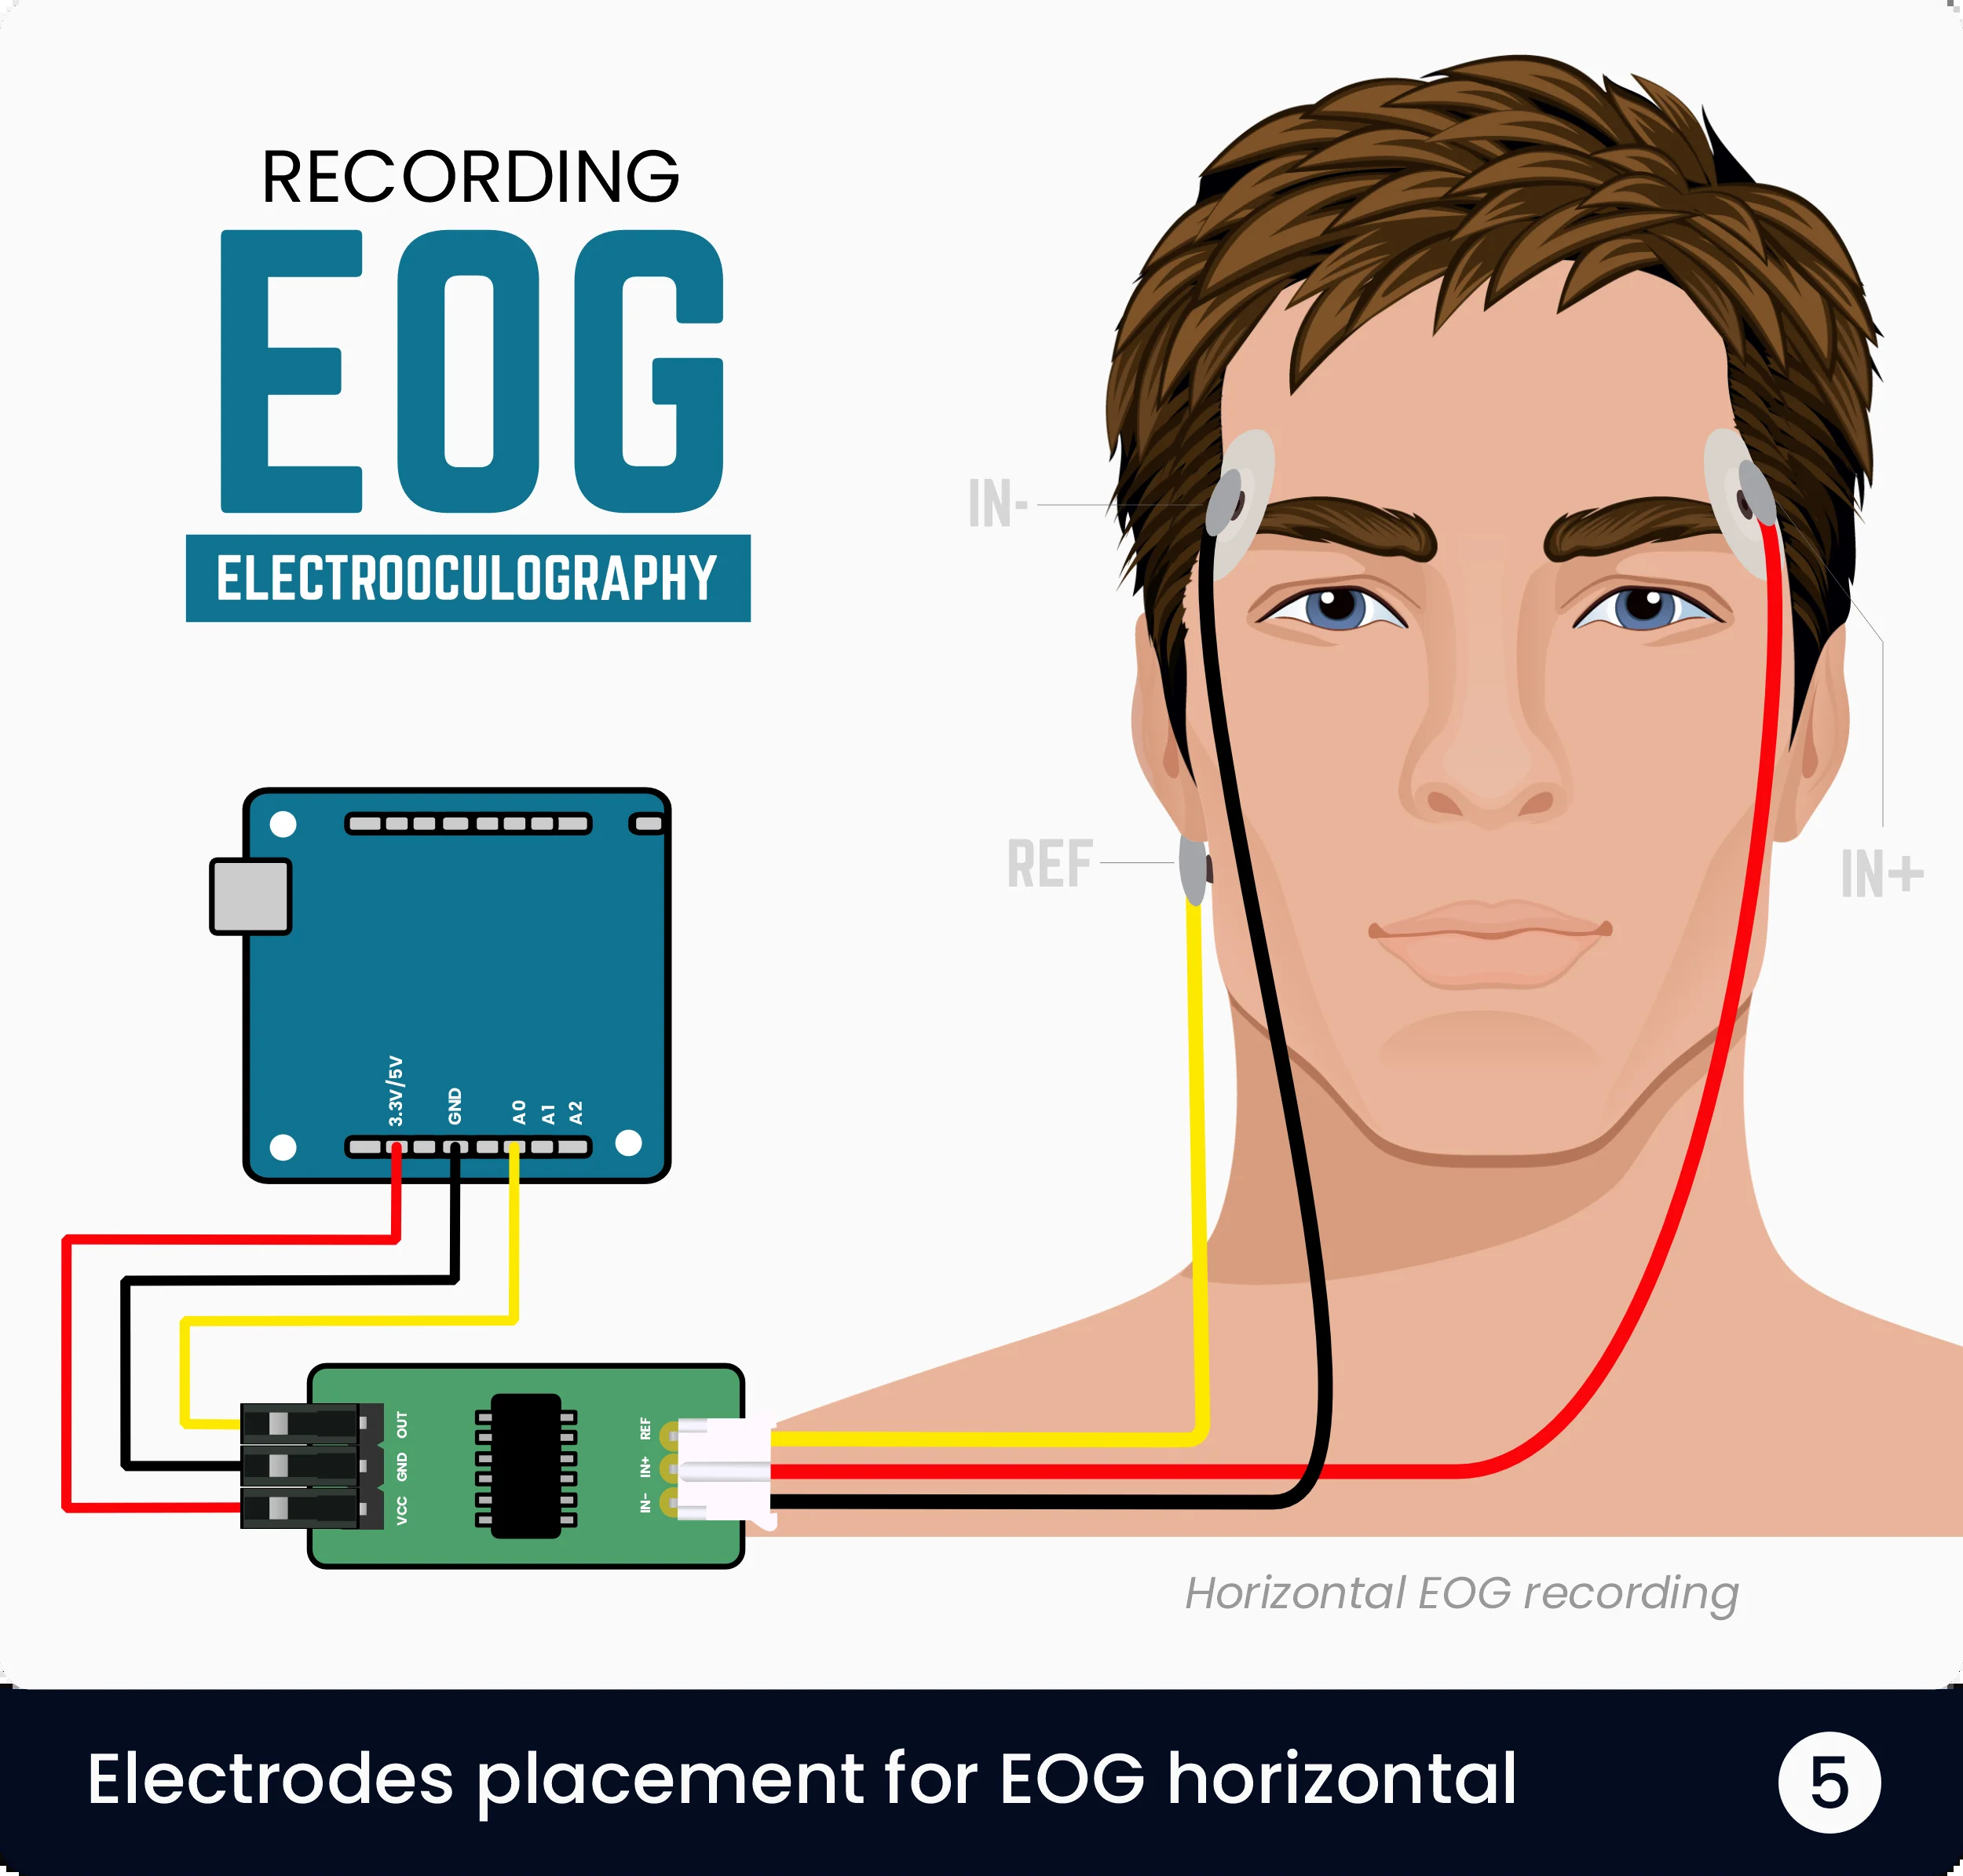 RECORDING
EOG
ELECTROOCULOGRAPHY
IN-
REF
IN+
3.3V/5V
GND
A0
A1
A2
OUT
GND
VCC
REF
IN+
IN-
Horizontal EOG recording
Electrodes placement for EOG horizontal
5